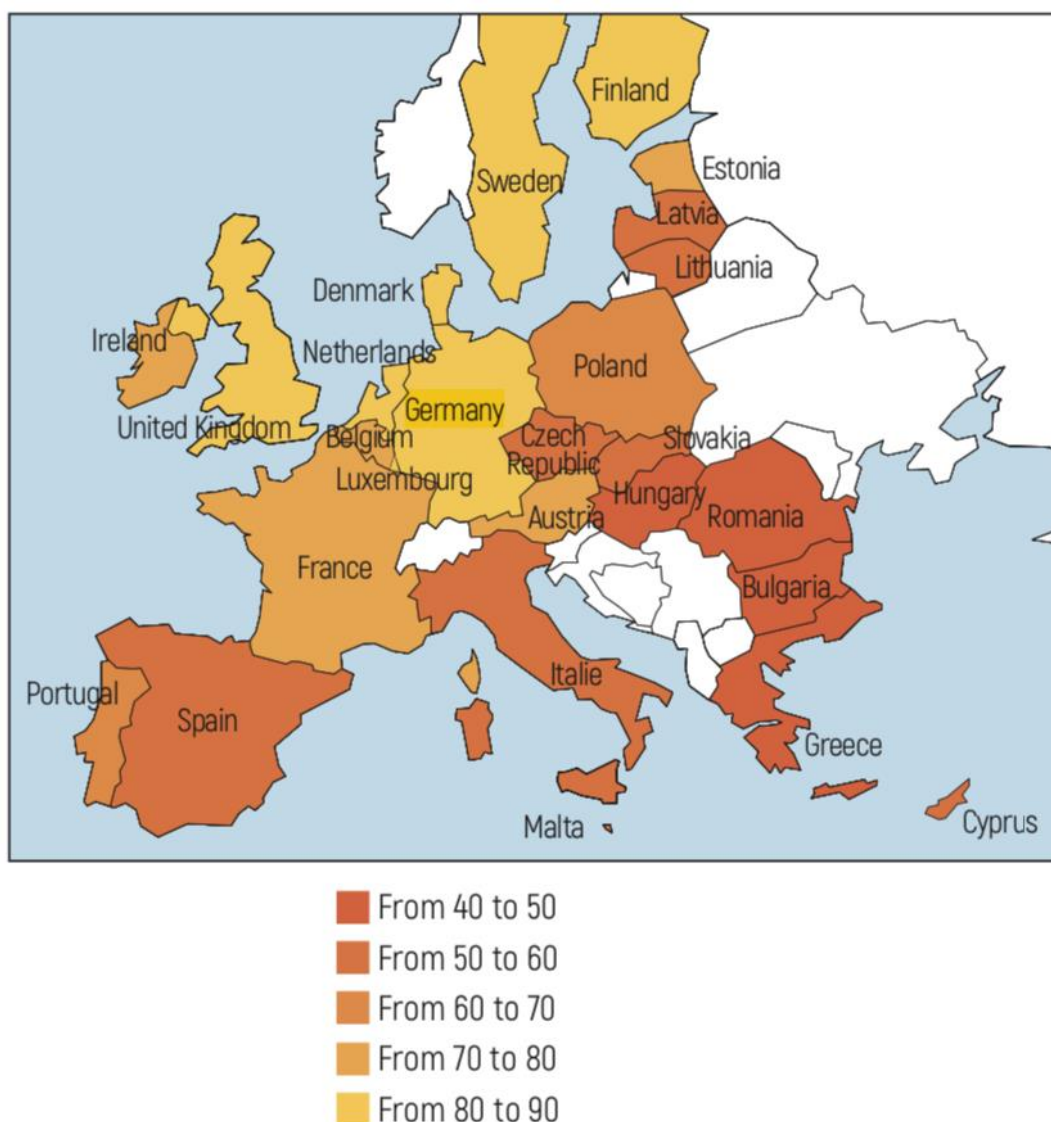 Finland
Estonia
Sweden
Latvia
Lithuania
Denmark
Ireland
Netherlands
Poland
Germany
United Kingdom
Belgium
Czech
Republic
Slovakia
Luxembourg
Hungary
Austria
Romania
France
Bulgaria
Italie
Portugal
Spain
Greece
Malta
Cyprus
From 40 to 50
From 50 to 60
From 60 to 70
From 70 to 80
From 80 to 90